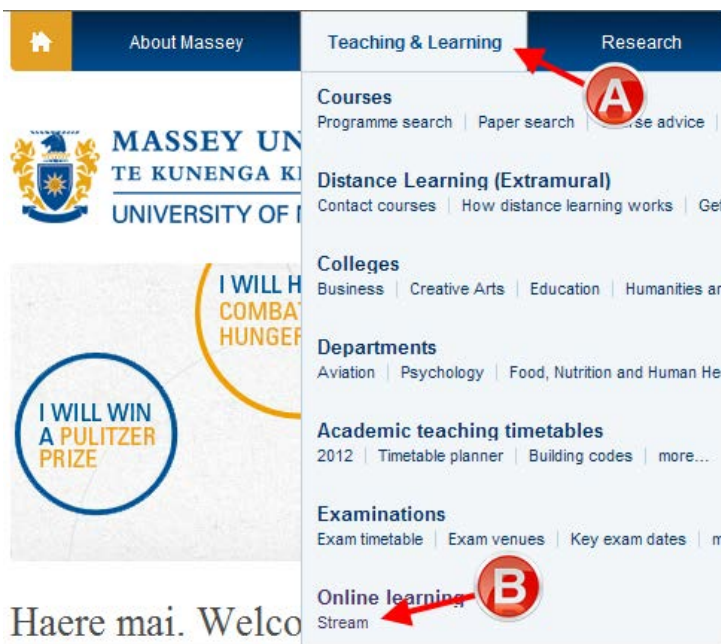 About Massey Teaching & Learning Research
A
Courses
Programme search | Paper search | advice |
Distance Learning (Extramural)
Contact courses | How distance learning works |
Colleges
Business | Creative Arts | Education | Humanities
Departments
Aviation | Psychology | Food, Nutrition and Human
Academic teaching timetables
2012 | Timetable planner | Building codes | more...
Examinations
Exam timetable | Exam venues | Key exam dates |
Online learning
B
Stream
MASSEY
TE KUNENGA
UNIVERSITY OF
I WILL
COMBAT
HUNGER
I WILL WIN
A PULITZER
PRIZE
Haere mai.